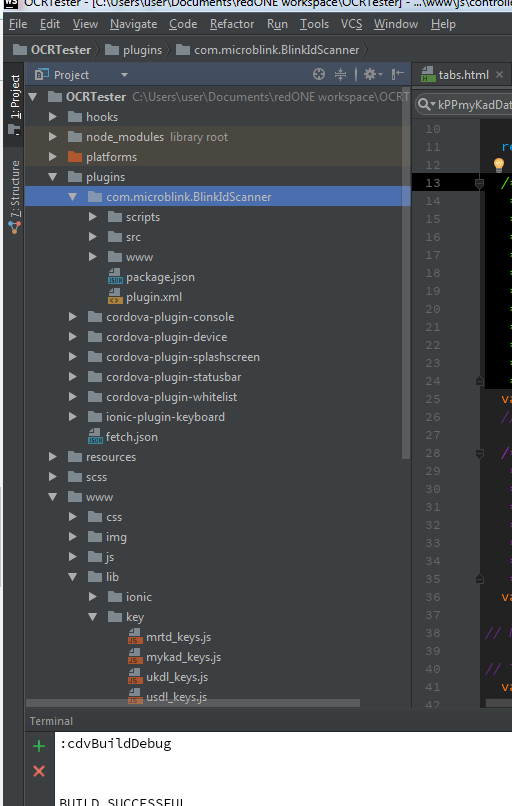 OCRTester - [C:\Users\user\Documents\redONE workspace\OCRTester] - ...\www\js\controlle
File Edit View Navigate Code Refactor Run Tools VCS Window Help
OCRTester plugins com.microblink.BlinkIdScanner
Project
tabs.html
1: Project
7: Structure
OCRTester C:\Users\user\Documents\redONE workspace\OCRT
kPPmyKadDat
hooks
node_modules library root
platforms
plugins
com.microblink.BlinkIdScanner
scripts
src
www
package.json
plugin.xml
cordova-plugin-console
cordova-plugin-device
cordova-plugin-splashscreen
cordova-plugin-statusbar
cordova-plugin-whitelist
ionic-plugin-keyboard
fetch.json
resources
scss
www
css
img
js
lib
ionic
key
mrtd_keys.js
mykad_keys.js
ukdl_keys.js
usdl_keys.js
10
11 re
12
13 /*
14 *
15 *
16 *
17 *
18 *
19 *
20 *
21 *
22 *
23 *
24 *
25 va
26 //
27
28 /*
29 *
30 *
31 *
32 *
33 *
34 *
35 *
36 va
37
38 //
39
40 //
41 va
42
Terminal
:cdvBuildDebug
BUILD SUCCESSFUL